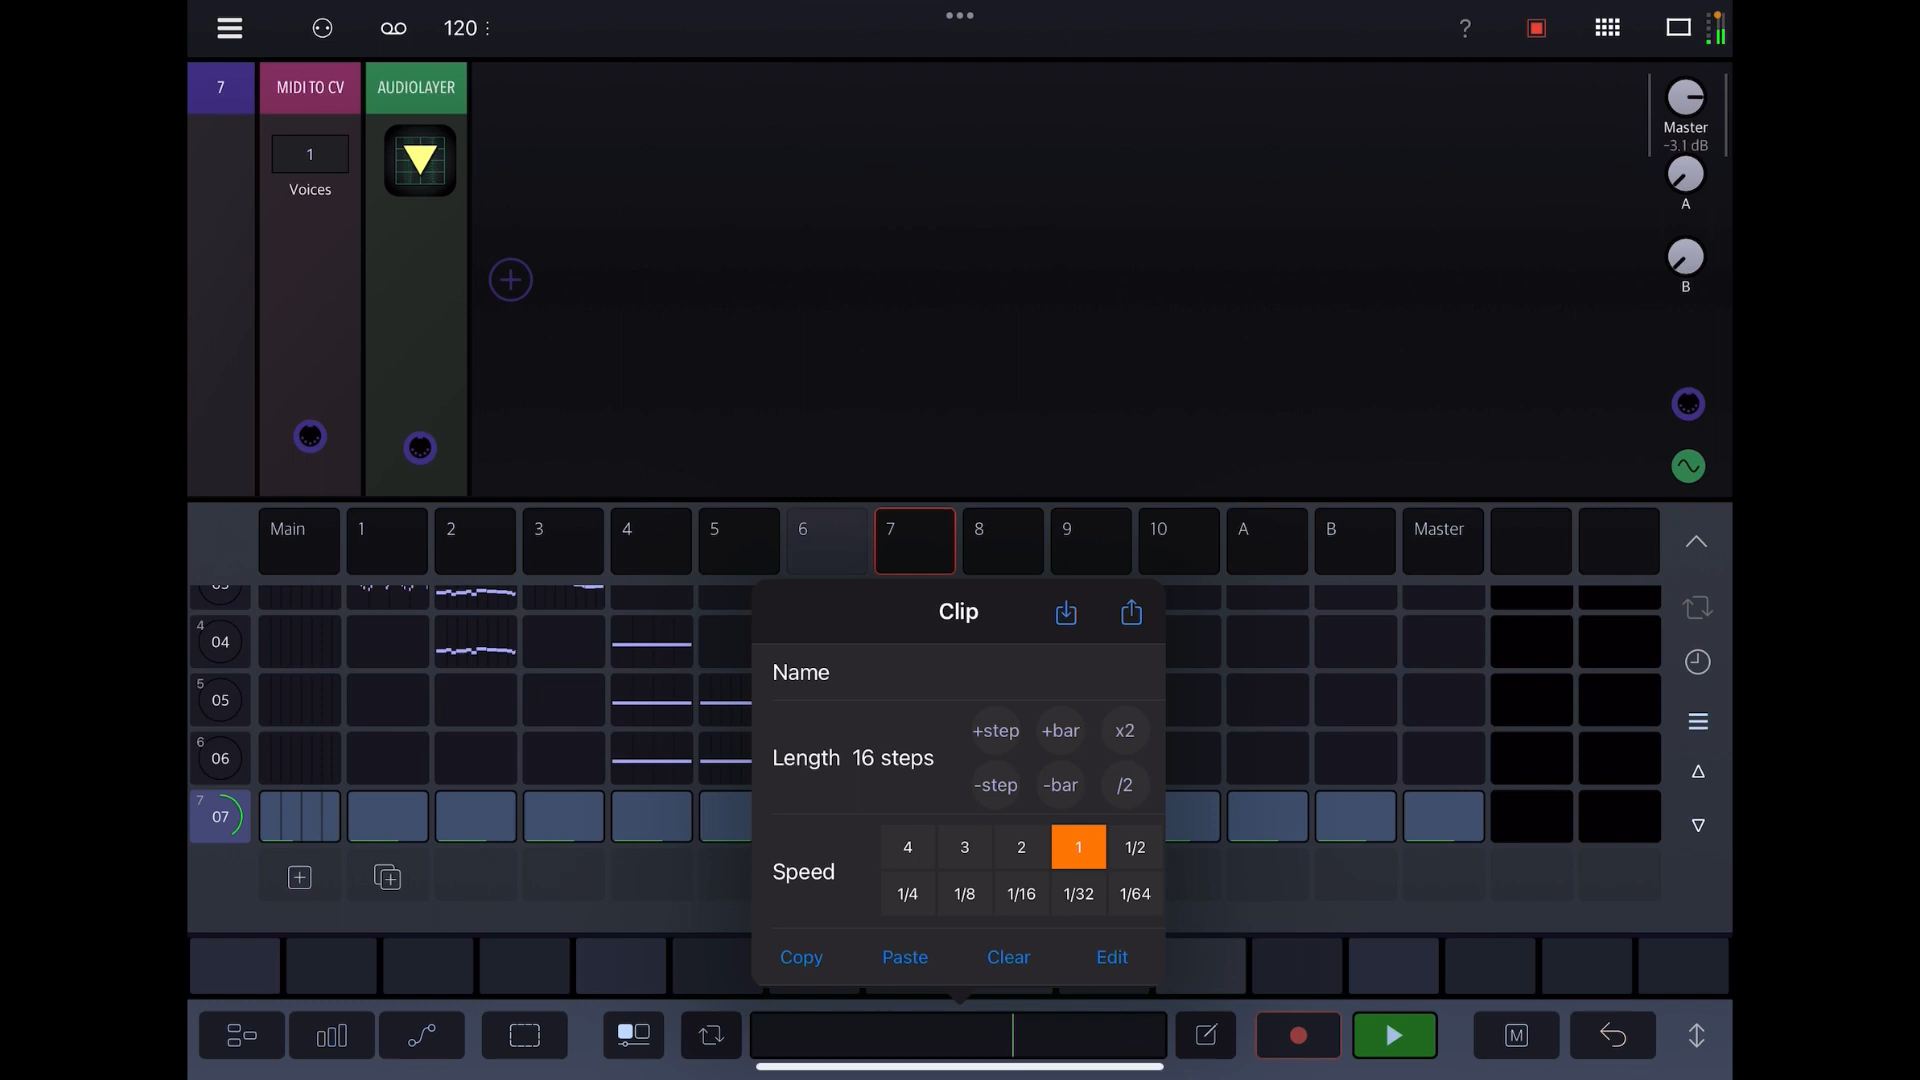 120 :
?
7
MIDI TO CV
AUDIOLAYER
1
Voices
Master
-3.1 dB
A
B
Main
1
2
3
4
5
6
7
8
9
10
A
B
Master
4
04
5
05
6
06
7
07
Clip
Name
Length 16 steps
+step
+bar
x2
-step
-bar
/2
Speed
4
3
2
1
1/2
1/4
1/8
1/16
1/32
1/64
Copy
Paste
Clear
Edit
M